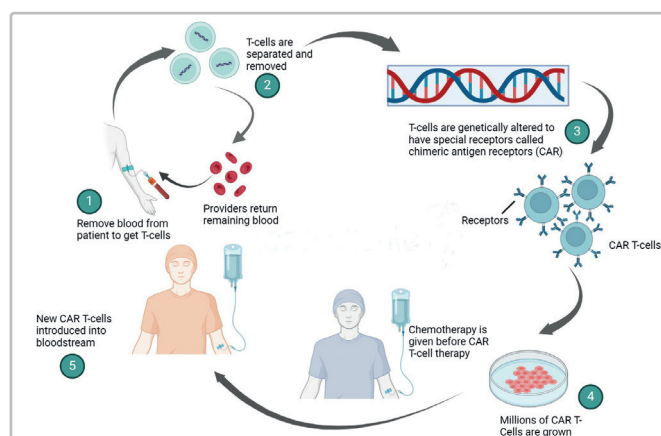 T-cells are
separated and
removed
2
T-cells are genetically altered to
have special receptors called
chimeric antigen receptors (CAR)
3
1
Remove blood from
patient to get T-cells
Providers return
remaining blood
Receptors
CAR T-cells
New CAR T-cells
introduced into
bloodstream
5
Chemotherapy is
given before CAR
T-cell therapy
4
Millions of CAR T-
Cells are grown